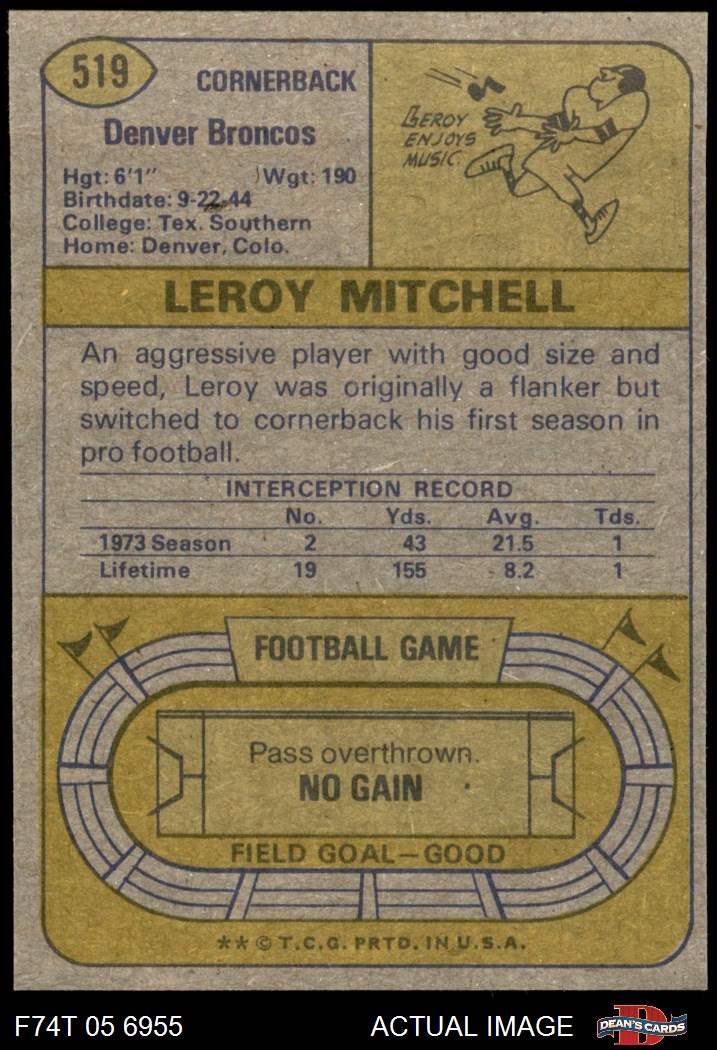 519
CORNERBACK
Denver Broncos
Hgt: 6'1" Wgt: 190
Birthdate: 9-22-44
College: Tex. Southern
Home: Denver, Colo.
LEROY
ENJOYS
MUSIC.
LEROY MITCHELL
An aggressive player with good size and
speed, Leroy was originally a flanker but
switched to cornerback his first season in
pro football.
INTERCEPTION RECORD
No. Yds. Avg. Tds.
1973 Season 2 43 21.5 1
Lifetime 19 155 8.2 1
FOOTBALL GAME
Pass overthrown.
NO GAIN
FIELD GOAL—GOOD
** © T.C.G. PRTD. IN U.S.A.
F74T 05 6955 ACTUAL IMAGE
D
DEAN'S CARDS